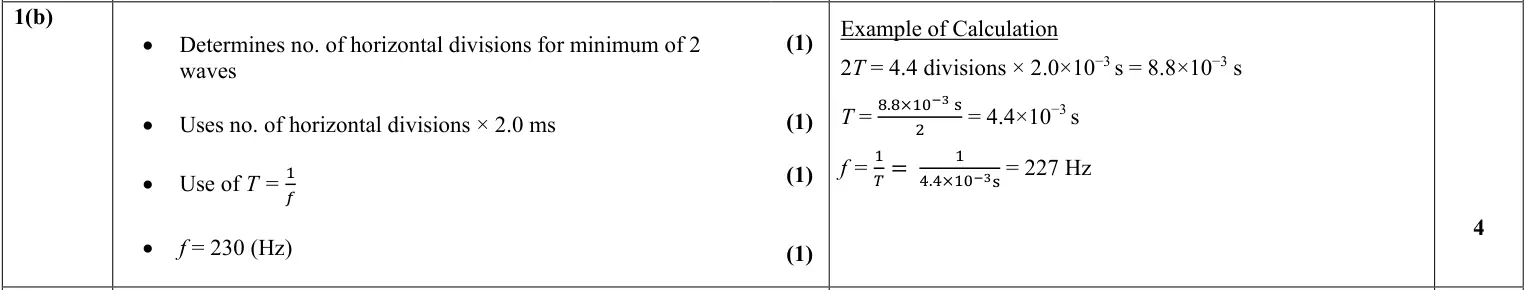 1(b)
• Determines no. of horizontal divisions for minimum of 2 (1)
waves
• Uses no. of horizontal divisions × 2.0 ms (1)
• Use of T = 1/f (1)
• f = 230 (Hz) (1)
Example of Calculation
2T = 4.4 divisions × 2.0×10⁻³ s = 8.8×10⁻³ s
T = 8.8×10⁻³ s/2 = 4.4×10⁻³ s
f = 1/T = 1/4.4×10⁻³s = 227 Hz
4